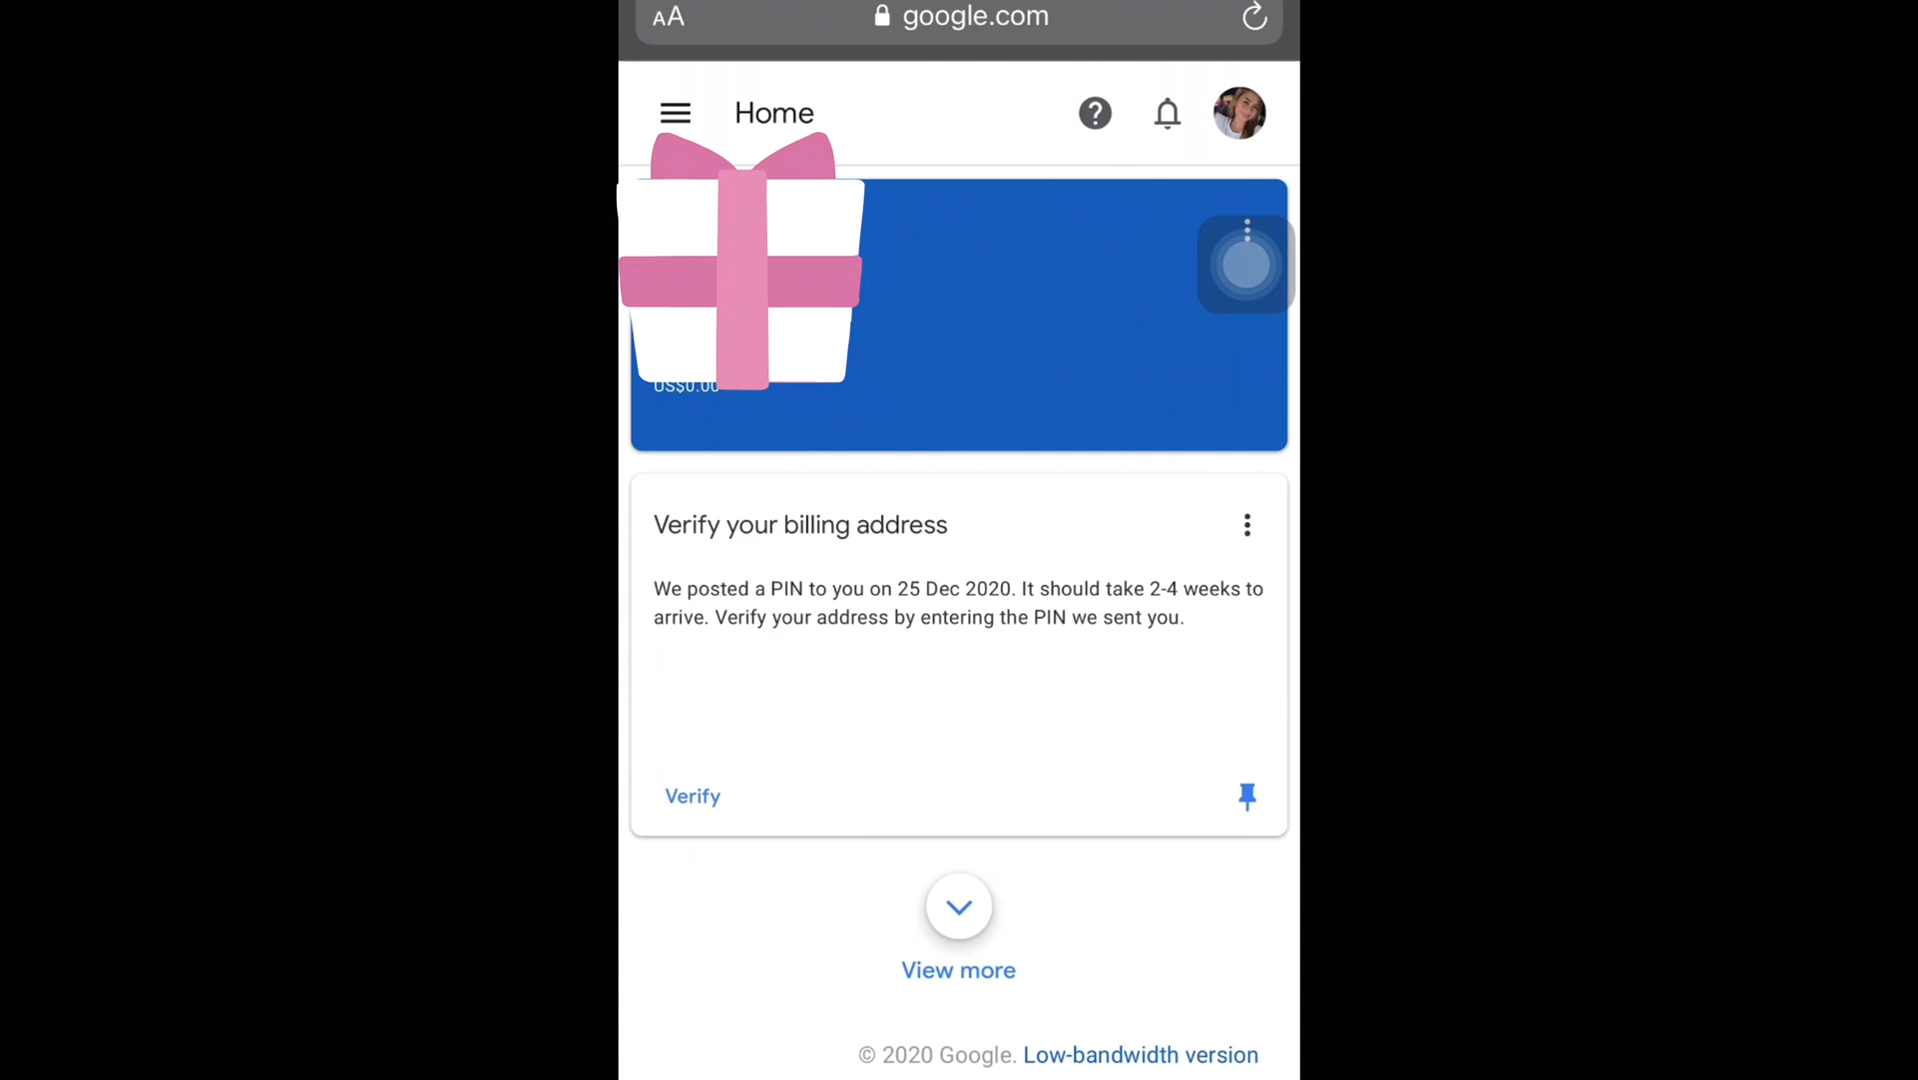 AA google.com
Home
US$0.00
Verify your billing address
We posted a PIN to you on 25 Dec 2020. It should take 2-4 weeks to
arrive. Verify your address by entering the PIN we sent you.
Verify
View more
© 2020 Google. Low-bandwidth version